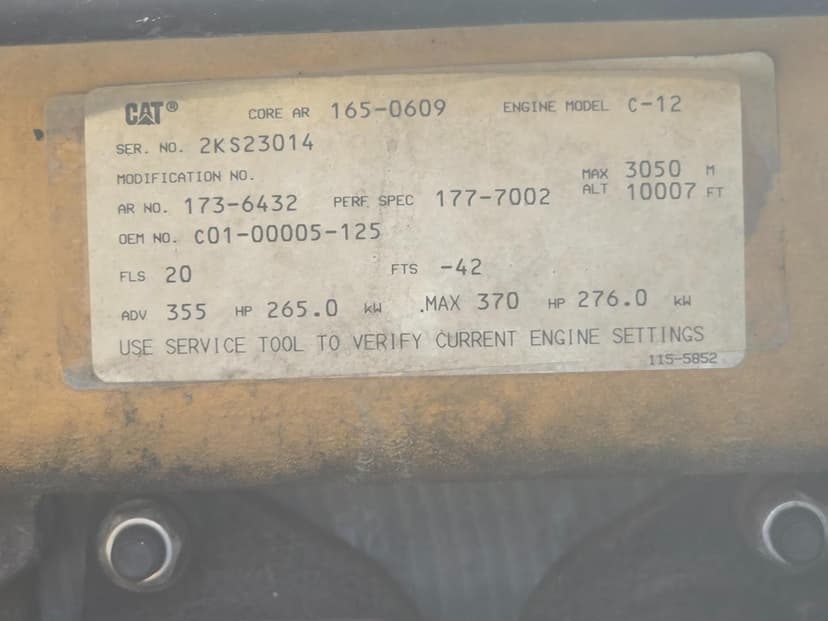 CAT® CORE AR 165-0609 ENGINE MODEL C-12
SER. NO. 2KS23014
MODIFICATION NO.
AR NO. 173-6432 PERF. SPEC 177-7002 MAX ALT 3050 M 10007 FT
OEM NO. C01-00005-125
FLS 20 FTS -42
ADV 355 HP 265.0 kW .MAX 370 HP 276.0 kW
USE SERVICE TOOL TO VERIFY CURRENT ENGINE SETTINGS
115-5852